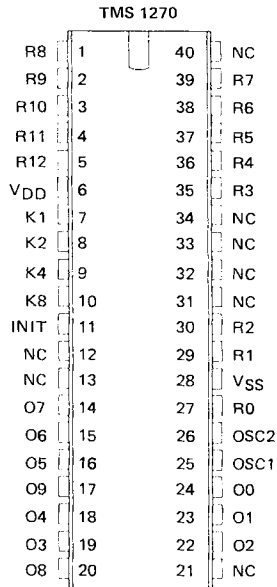 TMS 1270
R8 1 40 NC
R9 2 39 R7
R10 3 38 R6
R11 4 37 R5
R12 5 36 R4
VDD 6 35 R3
K1 7 34 NC
K2 8 33 NC
K4 9 32 NC
K8 10 31 NC
INIT 11 30 R2
NC 12 29 R1
NC 13 28 VSS
O7 14 27 R0
O6 15 26 OSC2
O5 16 25 OSC1
O9 17 24 O0
O4 18 23 O1
O3 19 22 O2
O8 20 21 NC